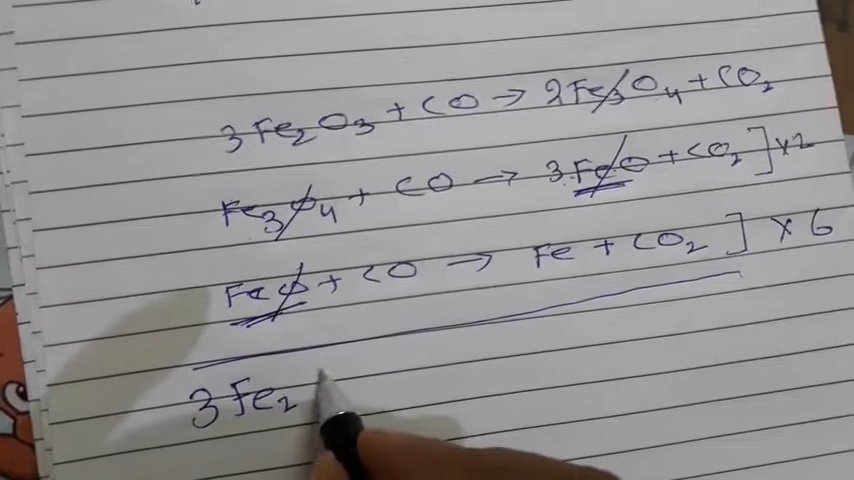 3Fe₂O₃ + CO → 2Fe₃O₄ + CO₂
Fe₃O₄ + CO → 3FeO + CO₂] ×2
FeO + CO → Fe + CO₂] ×6
3Fe₂